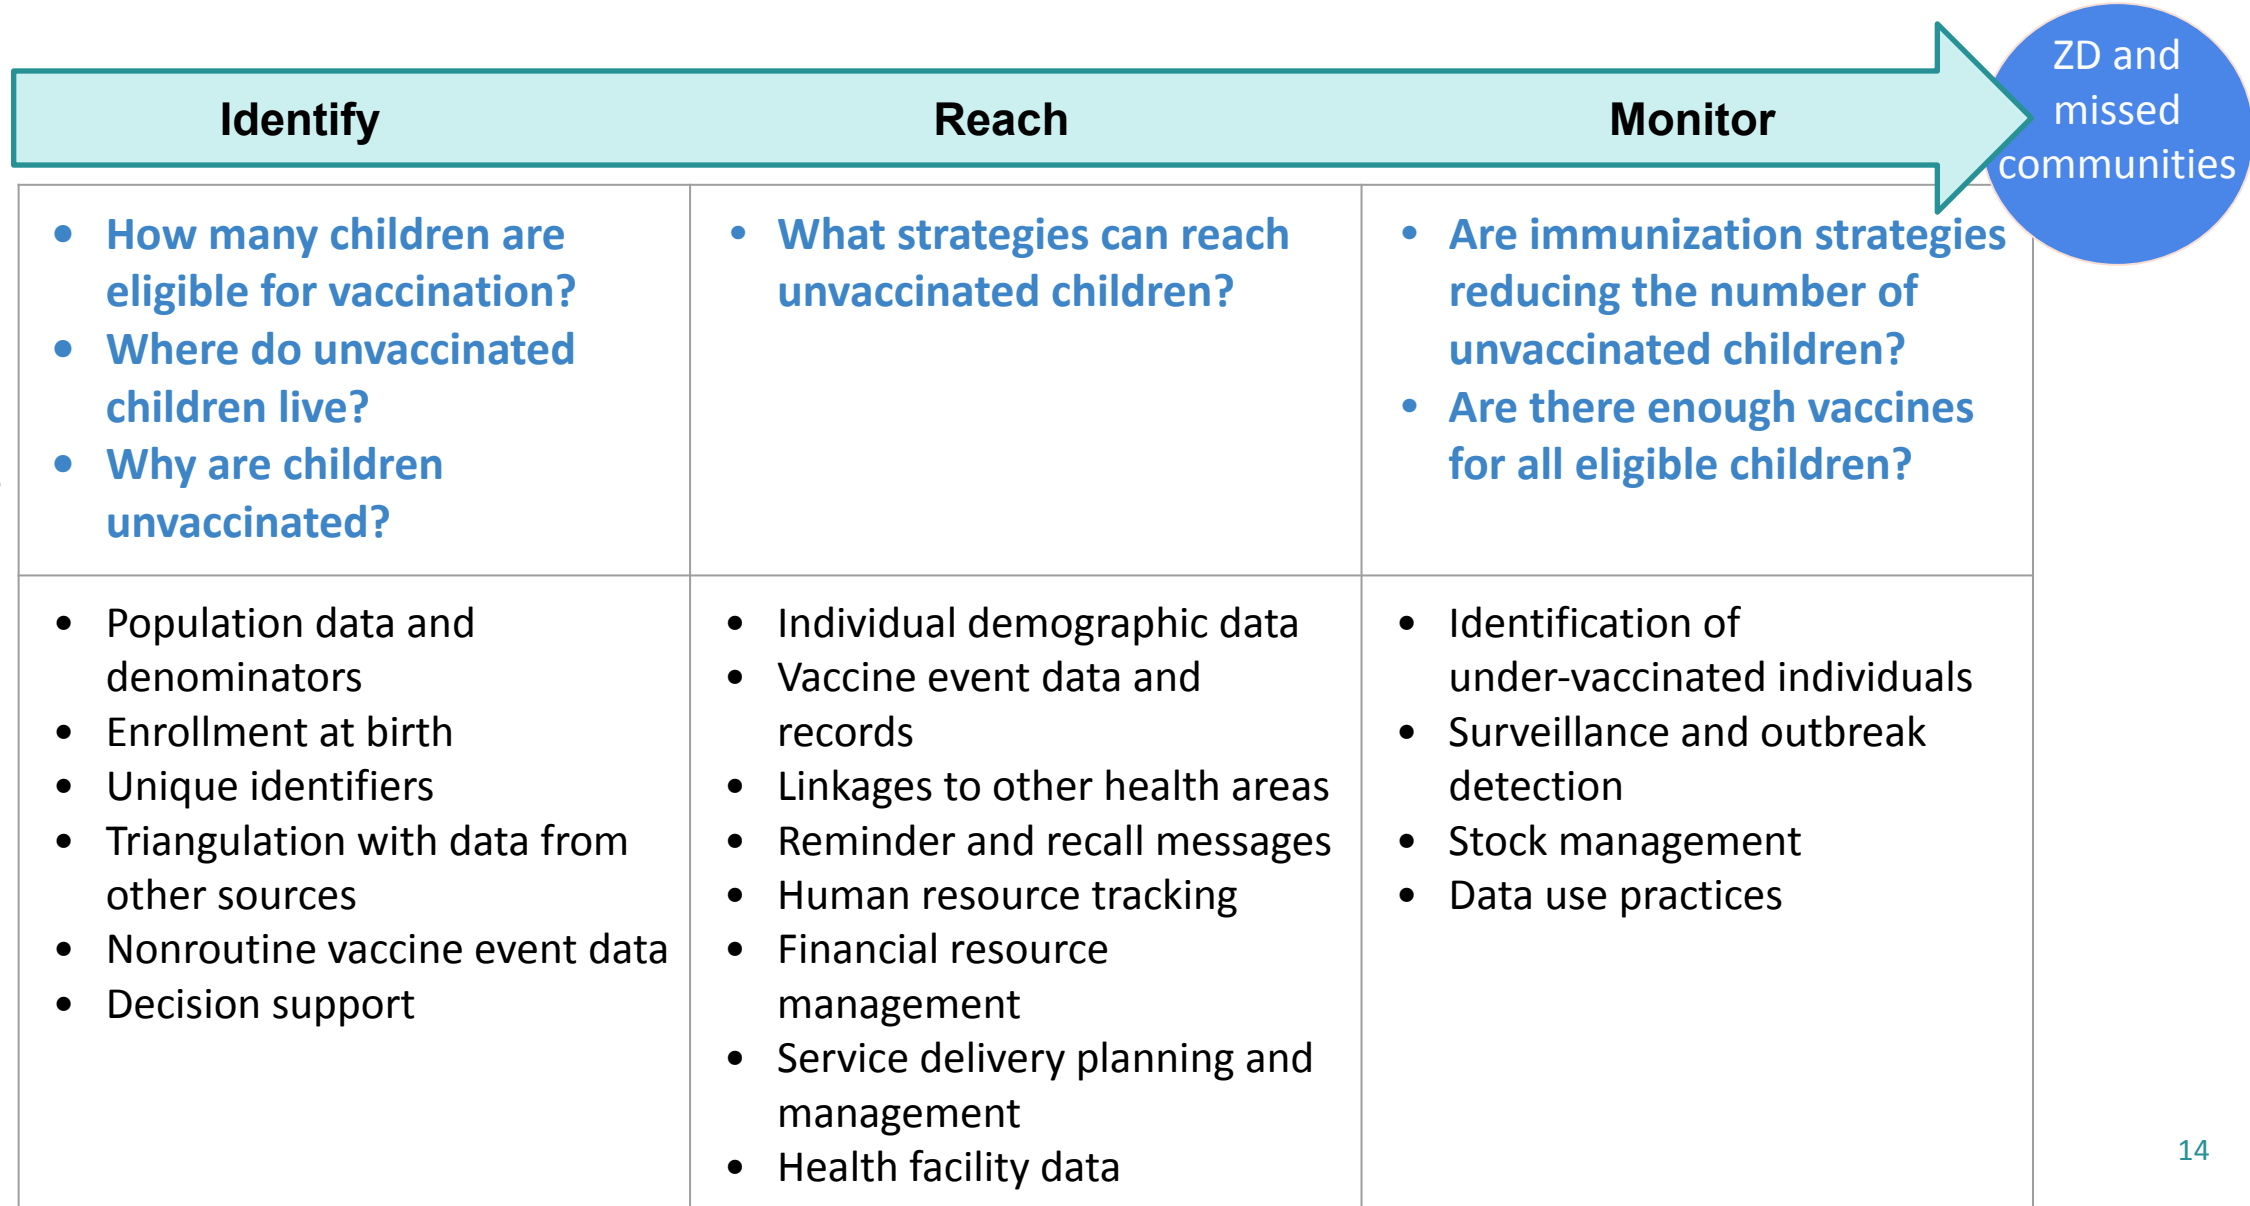 Identify
Reach
Monitor
ZD and
missed
communities
• How many children are
eligible for vaccination?
• Where do unvaccinated
children live?
• Why are children
unvaccinated?
• What strategies can reach
unvaccinated children?
• Are immunization strategies
reducing the number of
unvaccinated children?
• Are there enough vaccines
for all eligible children?
• Population data and
denominators
• Enrollment at birth
• Unique identifiers
• Triangulation with data from
other sources
• Nonroutine vaccine event data
• Decision support
• Individual demographic data
• Vaccine event data and
records
• Linkages to other health areas
• Reminder and recall messages
• Human resource tracking
• Financial resource
management
• Service delivery planning and
management
• Health facility data
• Identification of
under-vaccinated individuals
• Surveillance and outbreak
detection
• Stock management
• Data use practices
14